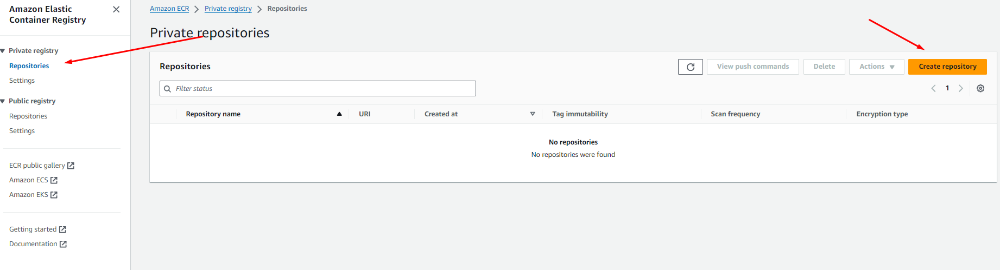 Amazon Elastic
Container Registry
Private registry
Repositories
Settings
Public registry
Repositories
Settings
ECR public gallery
Amazon ECS
Amazon EKS
Getting started
Documentation
Amazon ECR > Private registry > Repositories
Private repositories
Repositories
View push commands
Delete
Actions
Create repository
Filter status
1
Repository name
URI
Created at
Tag immutability
Scan frequency
Encryption type
No repositories
No repositories were found